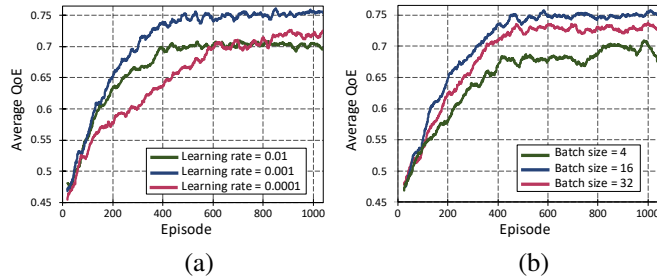 0.75
0.7
0.65
0.6
0.55
0.5
0.45
Average QoE
Learning rate = 0.01
Learning rate = 0.001
Learning rate = 0.0001
0 200 400 600 800 1000
Episode
(a)
0.75
0.7
0.65
0.6
0.55
0.5
0.45
Average QoE
Batch size = 4
Batch size = 16
Batch size = 32
0 200 400 600 800 1000
Episode
(b)